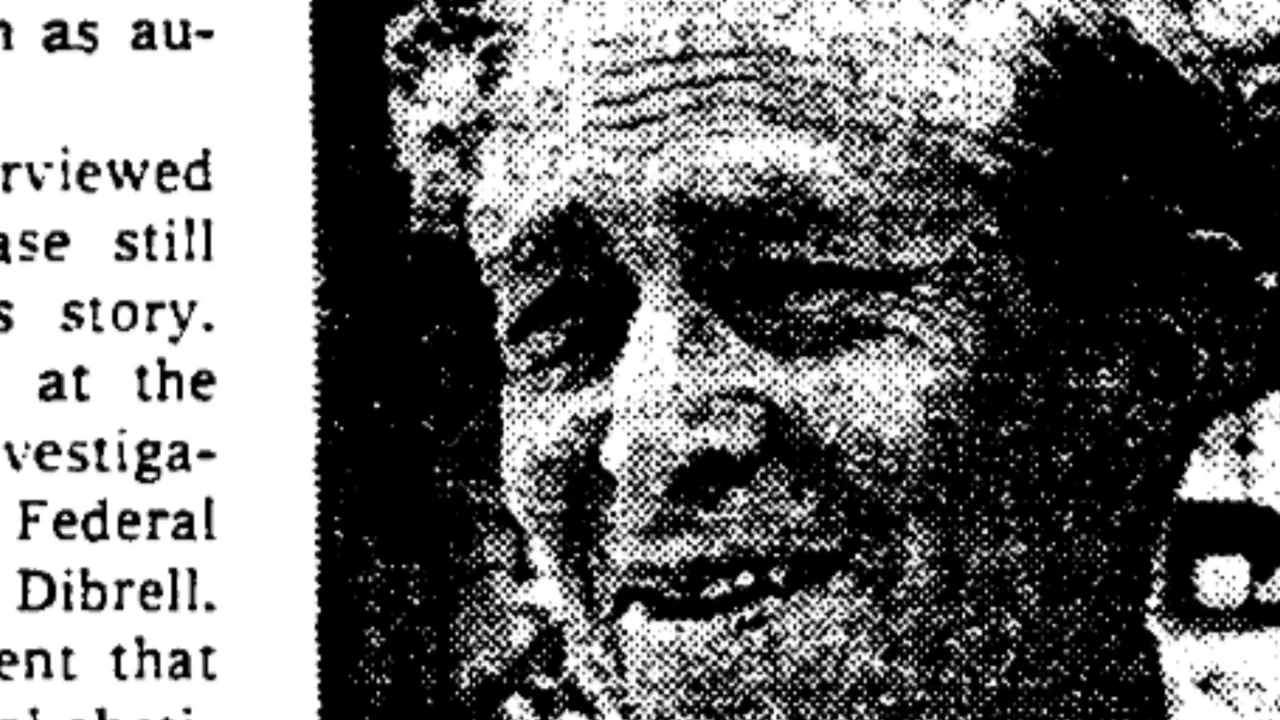 as au-
rviewed
ase still
s story.
at the
vestiga-
Federal
Dibrell.
ent that